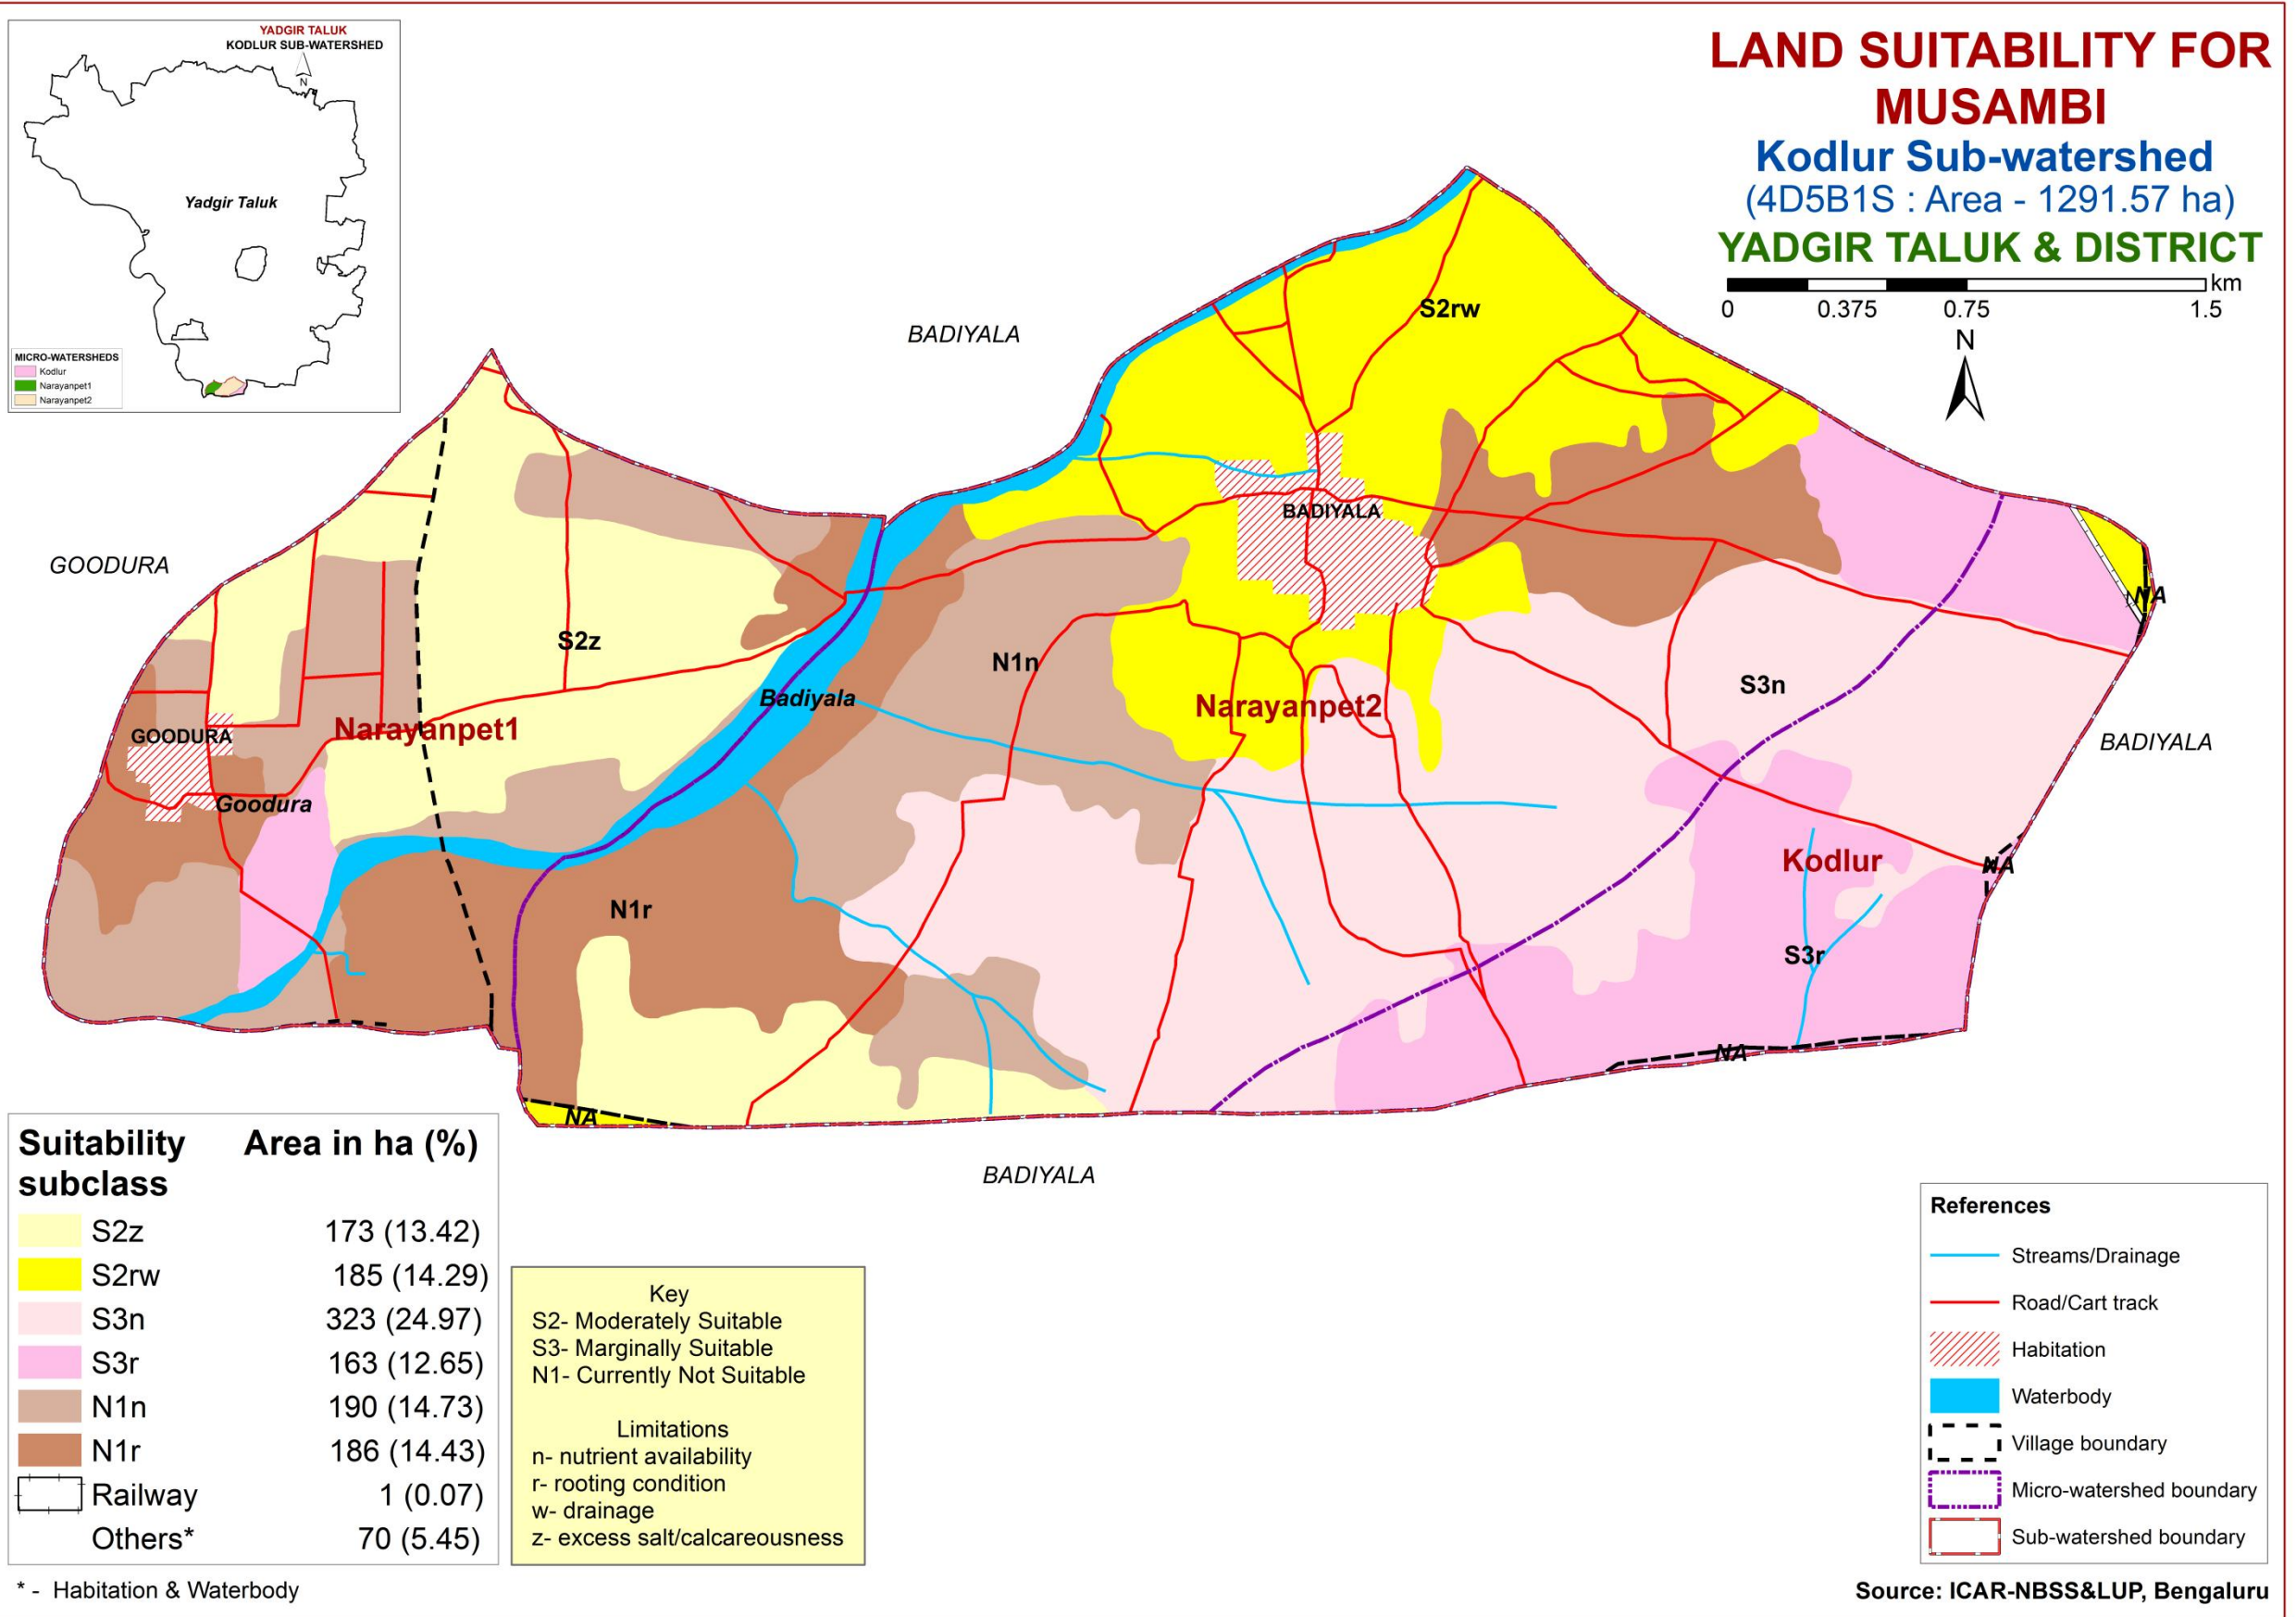 YADGIR TALUK
KODLUR SUB-WATERSHED
N
Yadgir Taluk
MICRO-WATERSHEDS
Kodlur
Narayanpet1
Narayanpet2
LAND SUITABILITY FOR
MUSAMBI
Kodlur Sub-watershed
(4D5B1S : Area - 1291.57 ha)
YADGIR TALUK & DISTRICT
km
0 0.375 0.75 1.5
N
BADIYALA
S2rw
BADIYALA
GOODURA
NA
S2z
N1n
S3n
Badiyala
Narayanpet2
Narayanpet1
GOODURA
BADIYALA
Goodura
Kodlur
NA
N1r
S3r
NA
NA
BADIYALA
Suitability Area in ha (%)
subclass
S2z 173 (13.42)
S2rw 185 (14.29)
S3n 323 (24.97)
S3r 163 (12.65)
N1n 190 (14.73)
N1r 186 (14.43)
Railway 1 (0.07)
Others* 70 (5.45)
* - Habitation & Waterbody
Key
S2- Moderately Suitable
S3- Marginally Suitable
N1- Currently Not Suitable
Limitations
n- nutrient availability
r- rooting condition
w- drainage
z- excess salt/calcareousness
References
Streams/Drainage
Road/Cart track
Habitation
Waterbody
Village boundary
Micro-watershed boundary
Sub-watershed boundary
Source: ICAR-NBSS&LUP, Bengaluru